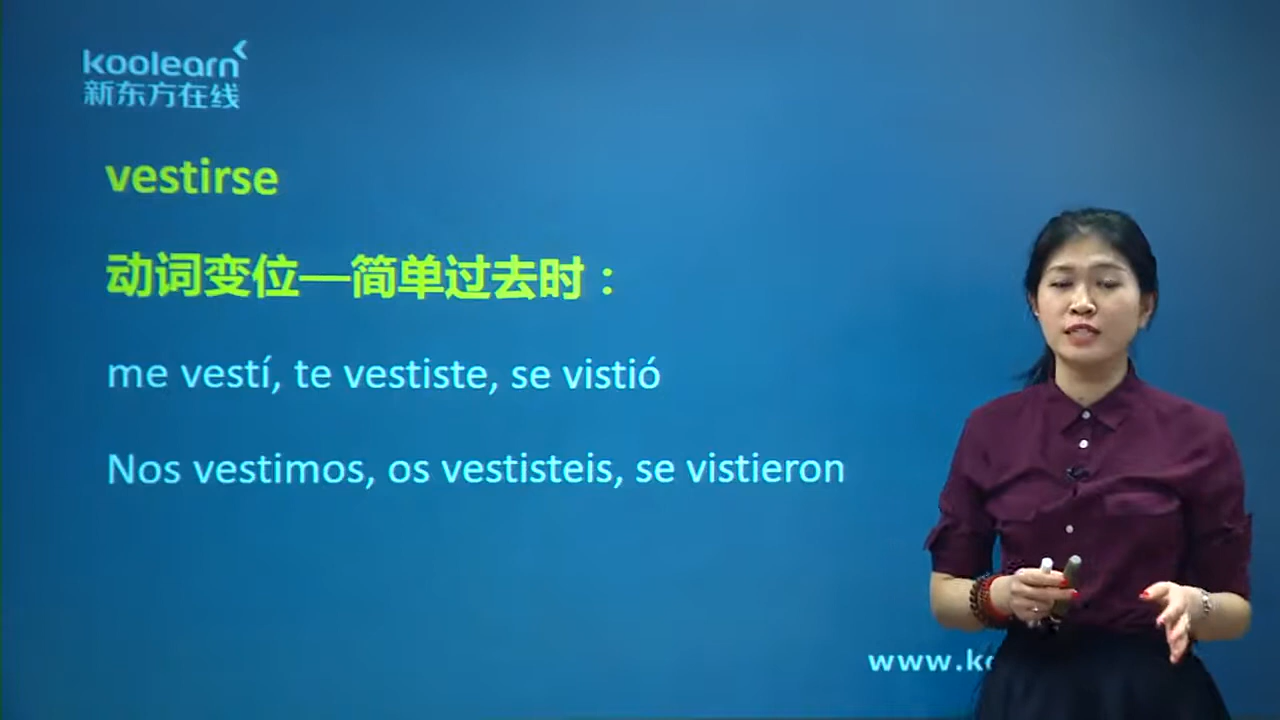 koolearn
新东方在线
vestirse
动词变位—简单过去时：
me vestí, te vestiste, se vistió
Nos vestimos, os vestisteis, se vistieron
www.ko